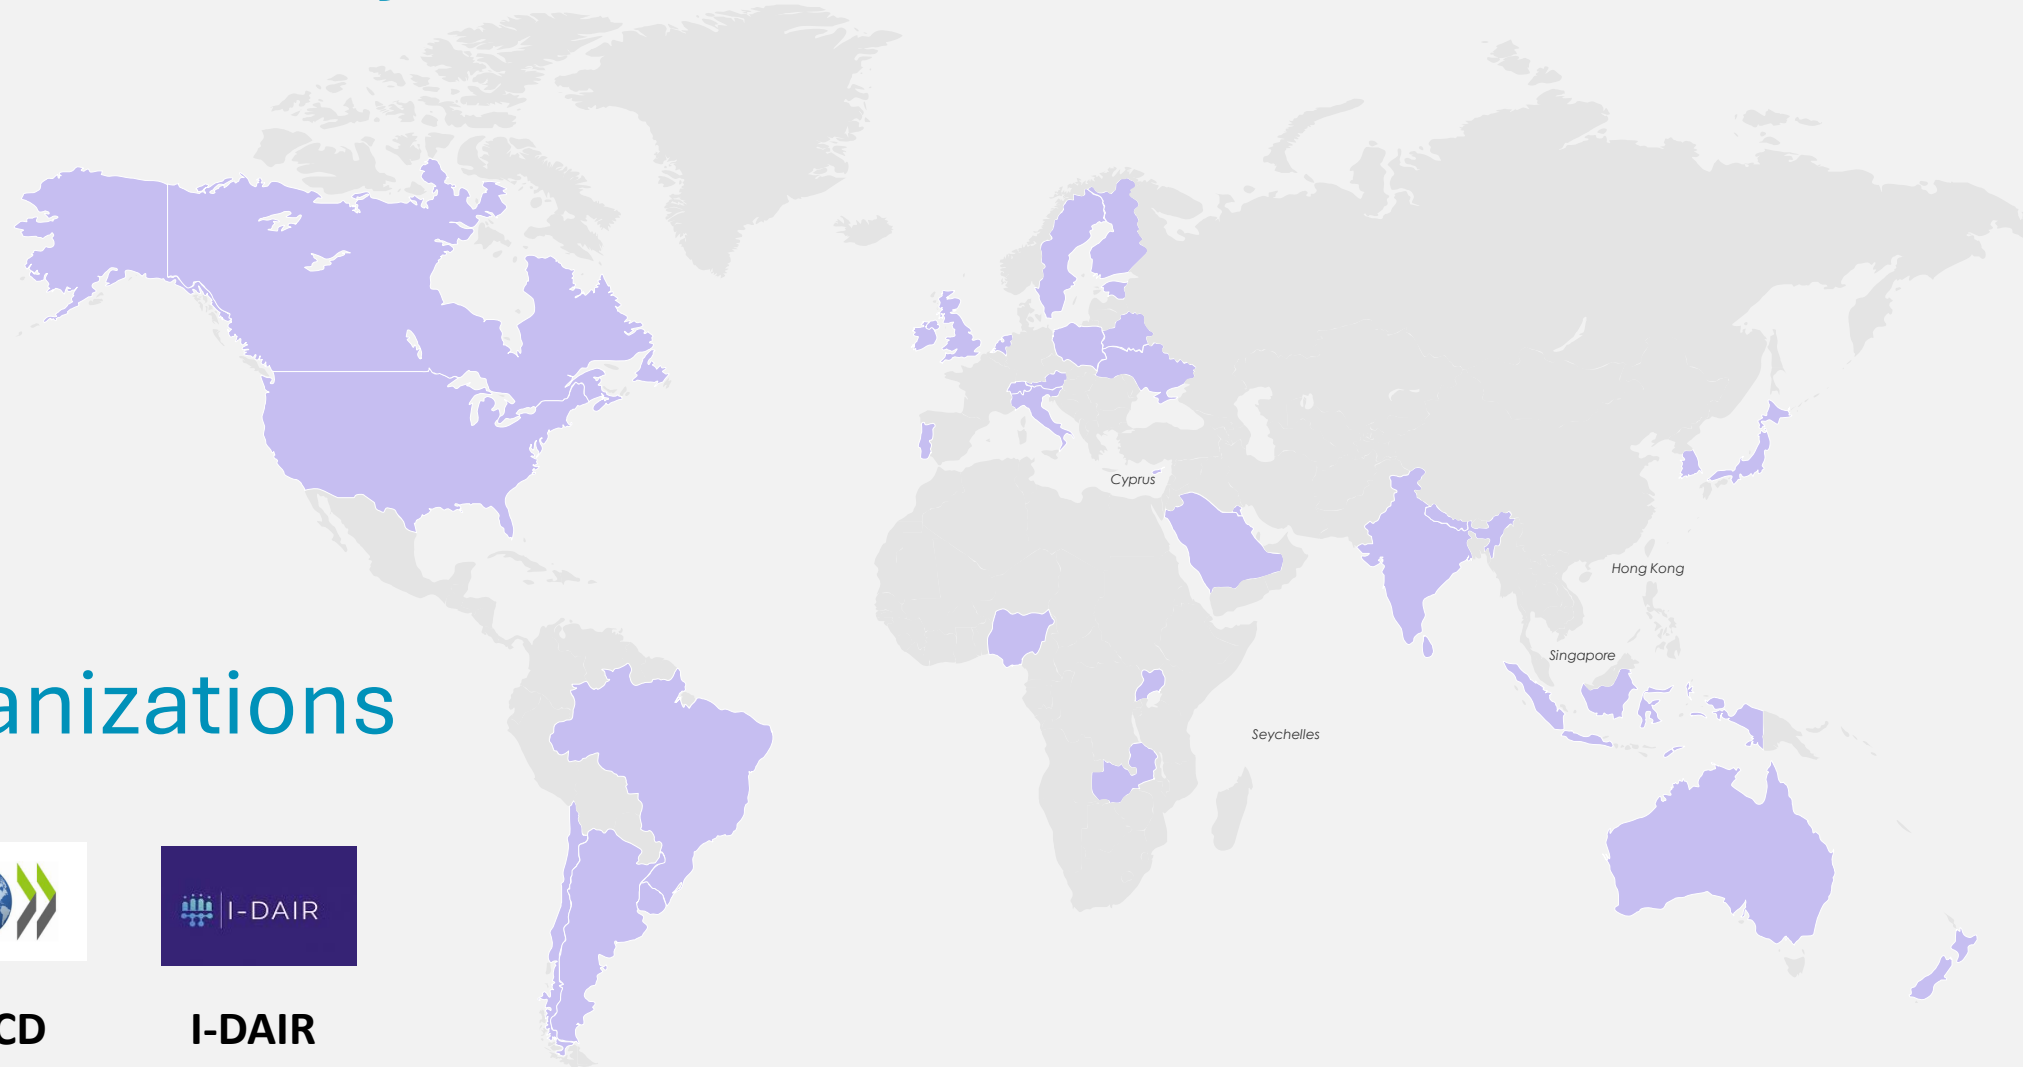 Cyprus
Hong Kong
Singapore
anizations
Seychelles
I-DAIR
CD
I-DAIR